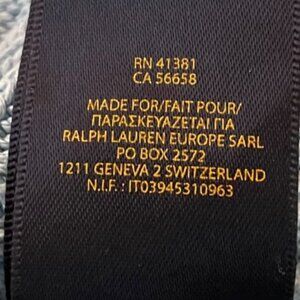 RN 41381
CA 56658
MADE FOR/FAIT POUR/
ΠΑΡΑΣΚΕΥΑΖΕΤΑΙ ΓΙΑ
RALPH LAUREN EUROPE SARL
PO BOX 2572
1211 GENEVA 2 SWITZERLAND
N.I.F. : IT03945310963